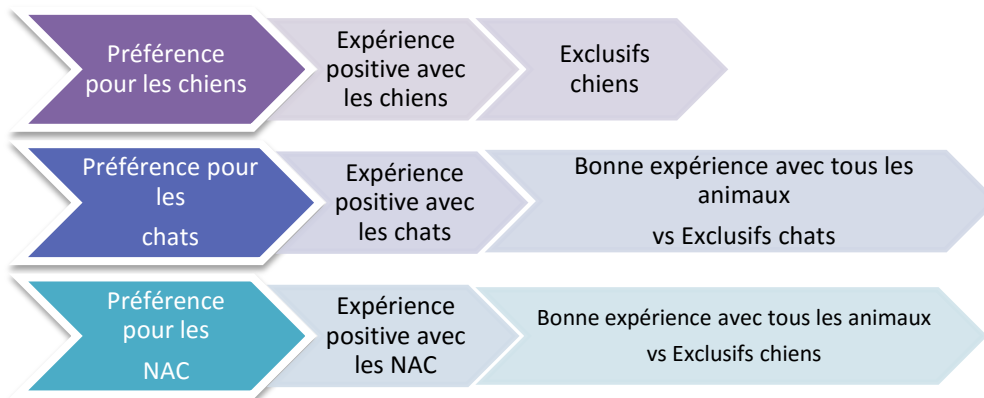 Préférence
pour les chiens
Expérience
positive avec
les chiens
Exclusifs
chiens
Préférence pour
les
chats
Expérience
positive avec
les chats
Bonne expérience avec tous les
animaux
vs Exclusifs chats
Préférence
pour les
NAC
Expérience
positive avec
les NAC
Bonne expérience avec tous les animaux
vs Exclusifs chiens